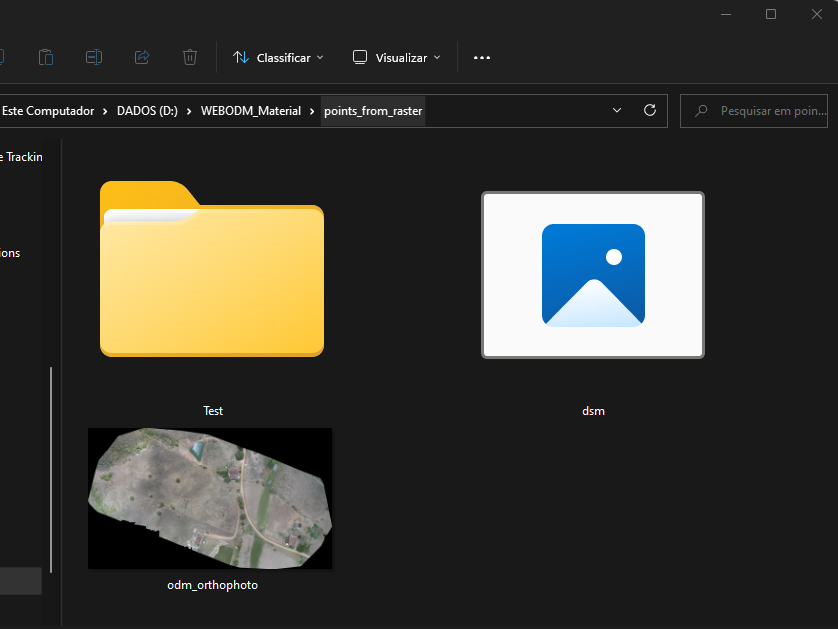 Classificar
Visualizar
Este Computador > DADOS (D:) > WEBODM_Material > points_from_raster
Pesquisar em poin...
e Trackin
ions
Test
dsm
odm_orthophoto